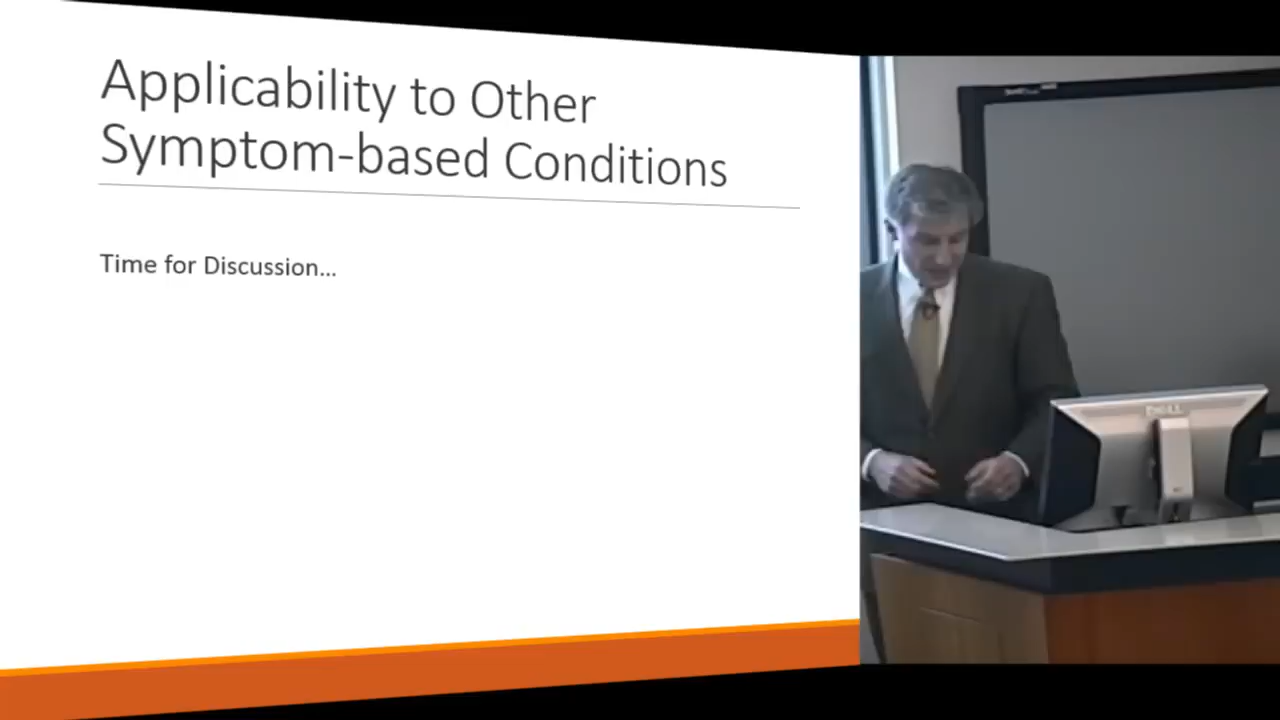 Applicability to Other
Symptom-based Conditions
Time for Discussion...
DELL